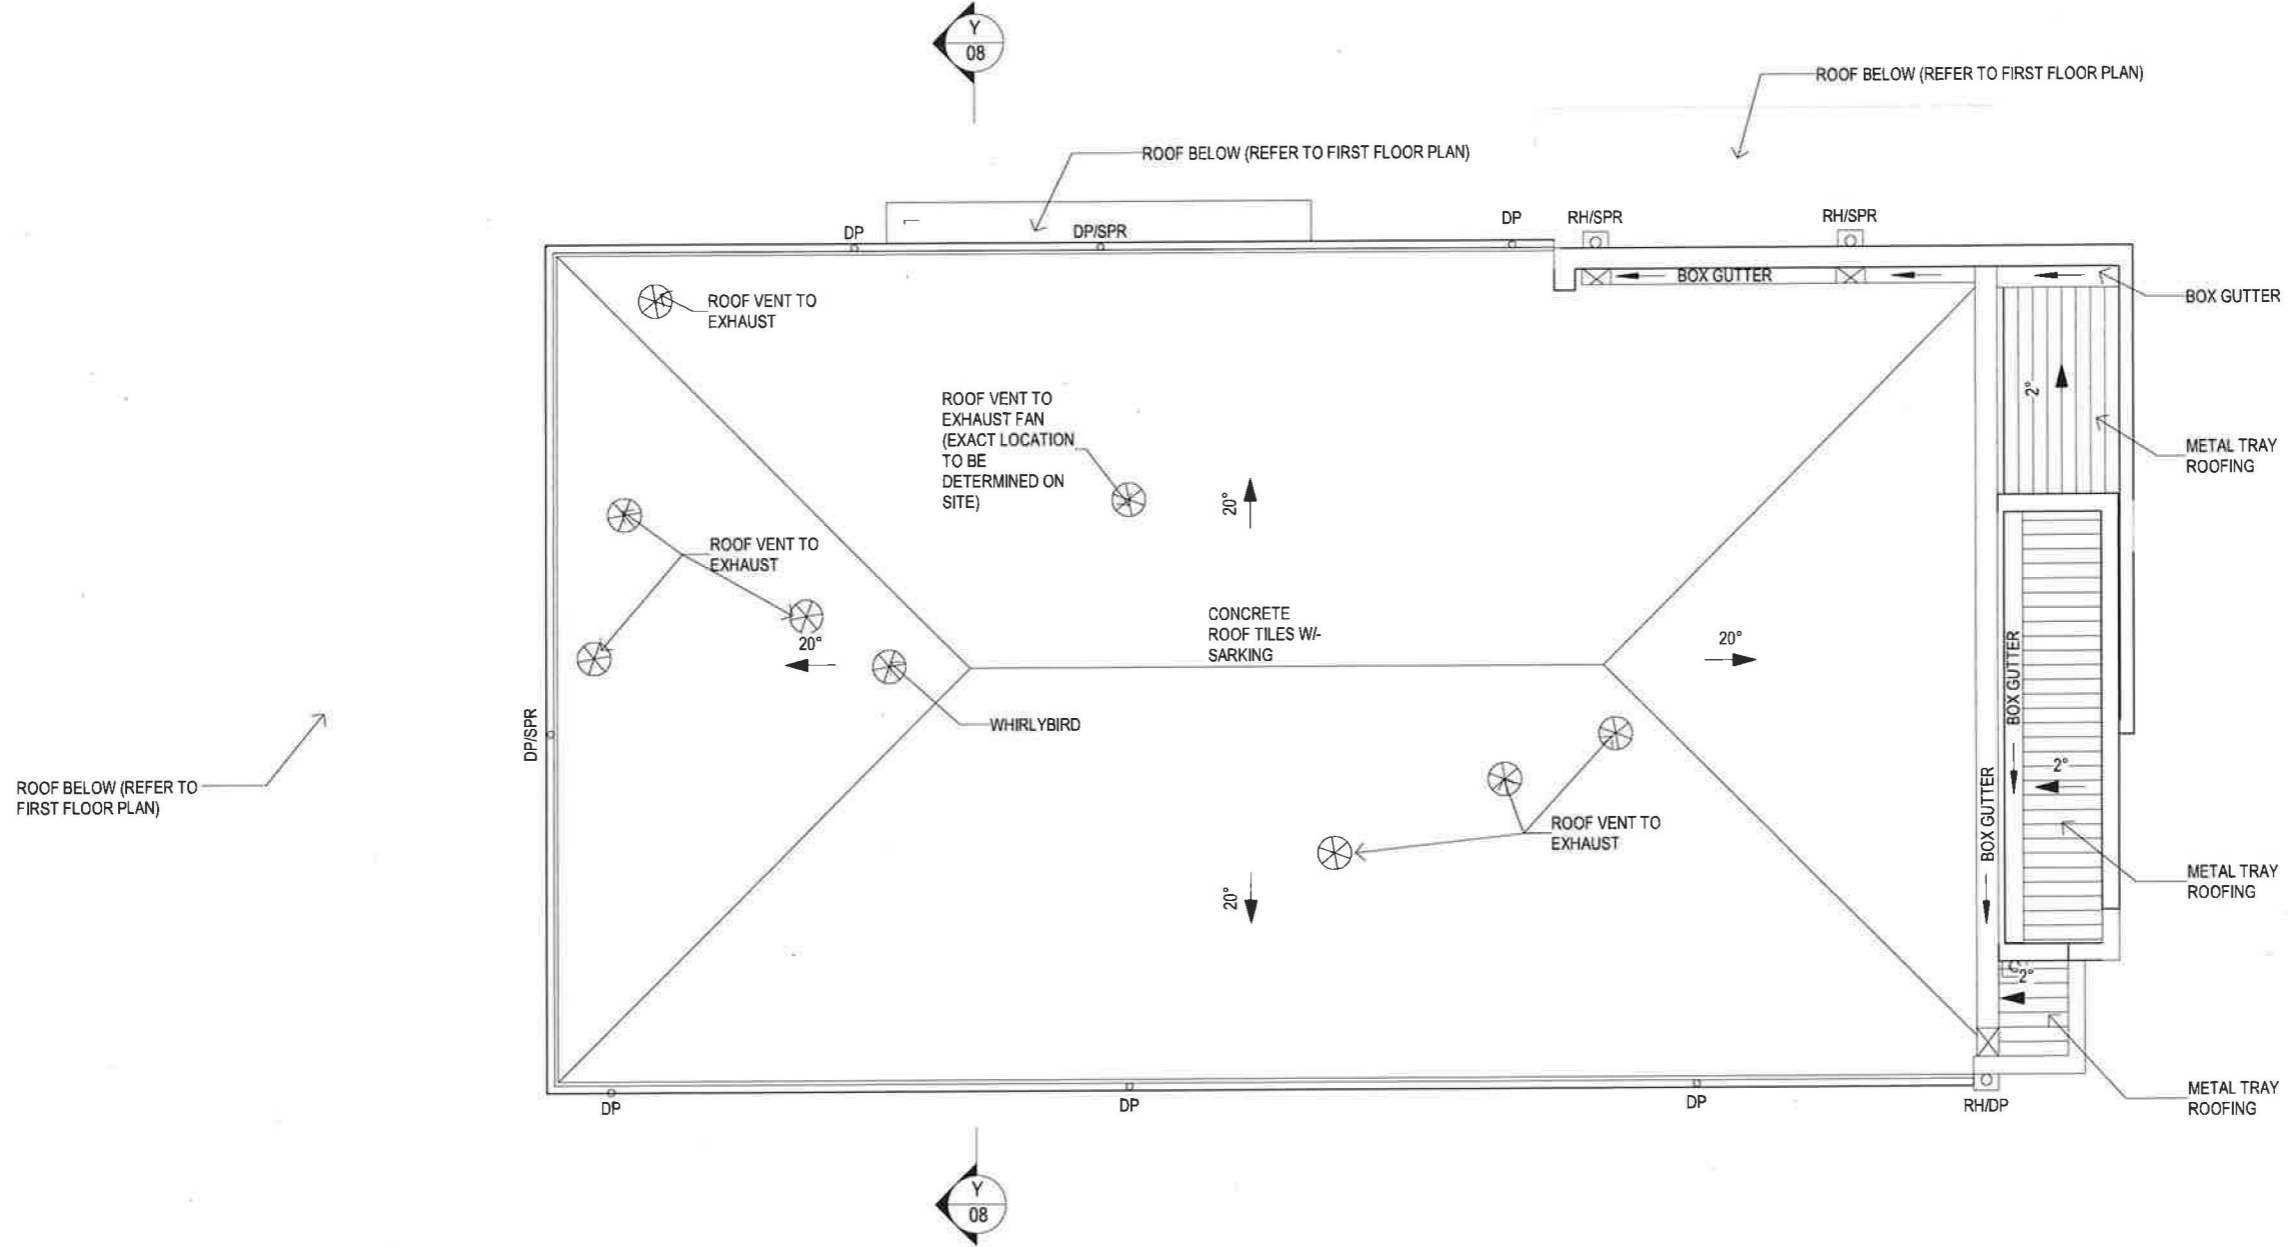 Y
08
ROOF BELOW (REFER TO FIRST FLOOR PLAN)
ROOF BELOW (REFER TO FIRST FLOOR PLAN)
DP
DP/SPR
DP
RH/SPR
RH/SPR
BOX GUTTER
BOX GUTTER
ROOF VENT TO
EXHAUST
ROOF VENT TO
EXHAUST FAN
(EXACT LOCATION
TO BE
DETERMINED ON
SITE)
20°
2°
METAL TRAY
ROOFING
ROOF VENT TO
EXHAUST
20°
CONCRETE
ROOF TILES W/-
SARKING
20°
BOX GUTTER
DP/SPR
WHIRLYBIRD
2°
ROOF BELOW (REFER TO
FIRST FLOOR PLAN)
BOX GUTTER
ROOF VENT TO
EXHAUST
20°
METAL TRAY
ROOFING
2°
METAL TRAY
ROOFING
DP
DP
DP
RH/DP
Y
08